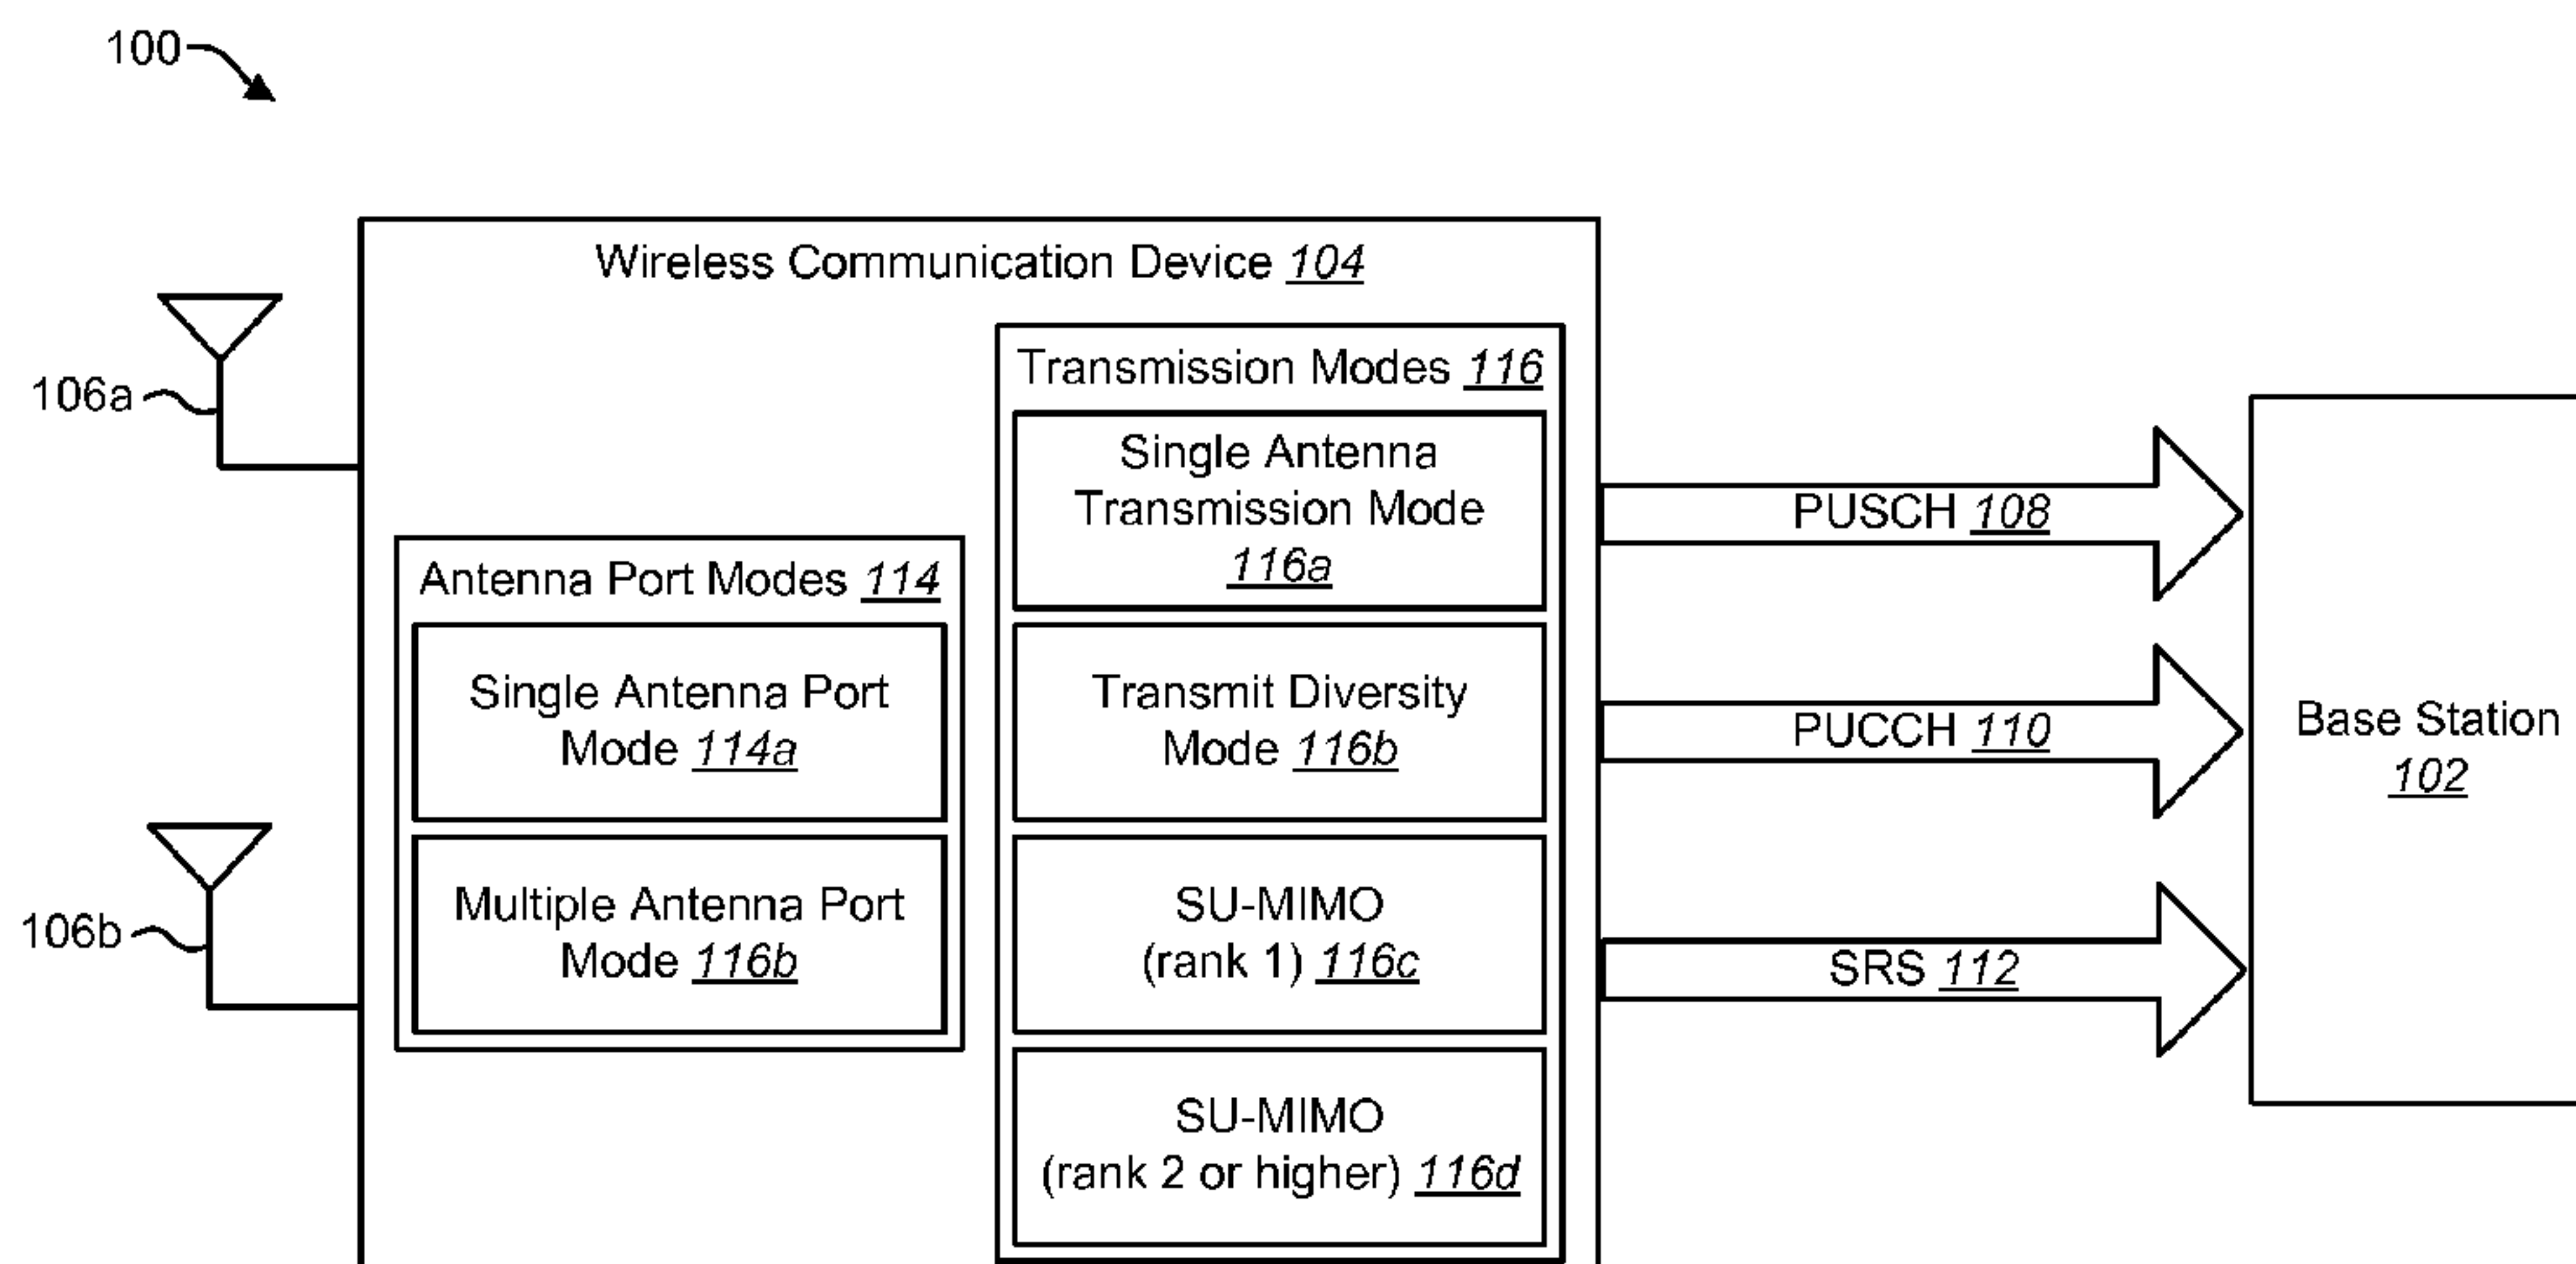 100
Wireless Communication Device 104
106a
106b
Antenna Port Modes 114
Single Antenna Port
Mode 114a
Multiple Antenna Port
Mode 116b
Transmission Modes 116
Single Antenna
Transmission Mode
116a
Transmit Diversity
Mode 116b
SU-MIMO
(rank 1) 116c
SU-MIMO
(rank 2 or higher) 116d
PUSCH 108
PUCCH 110
SRS 112
Base Station
102